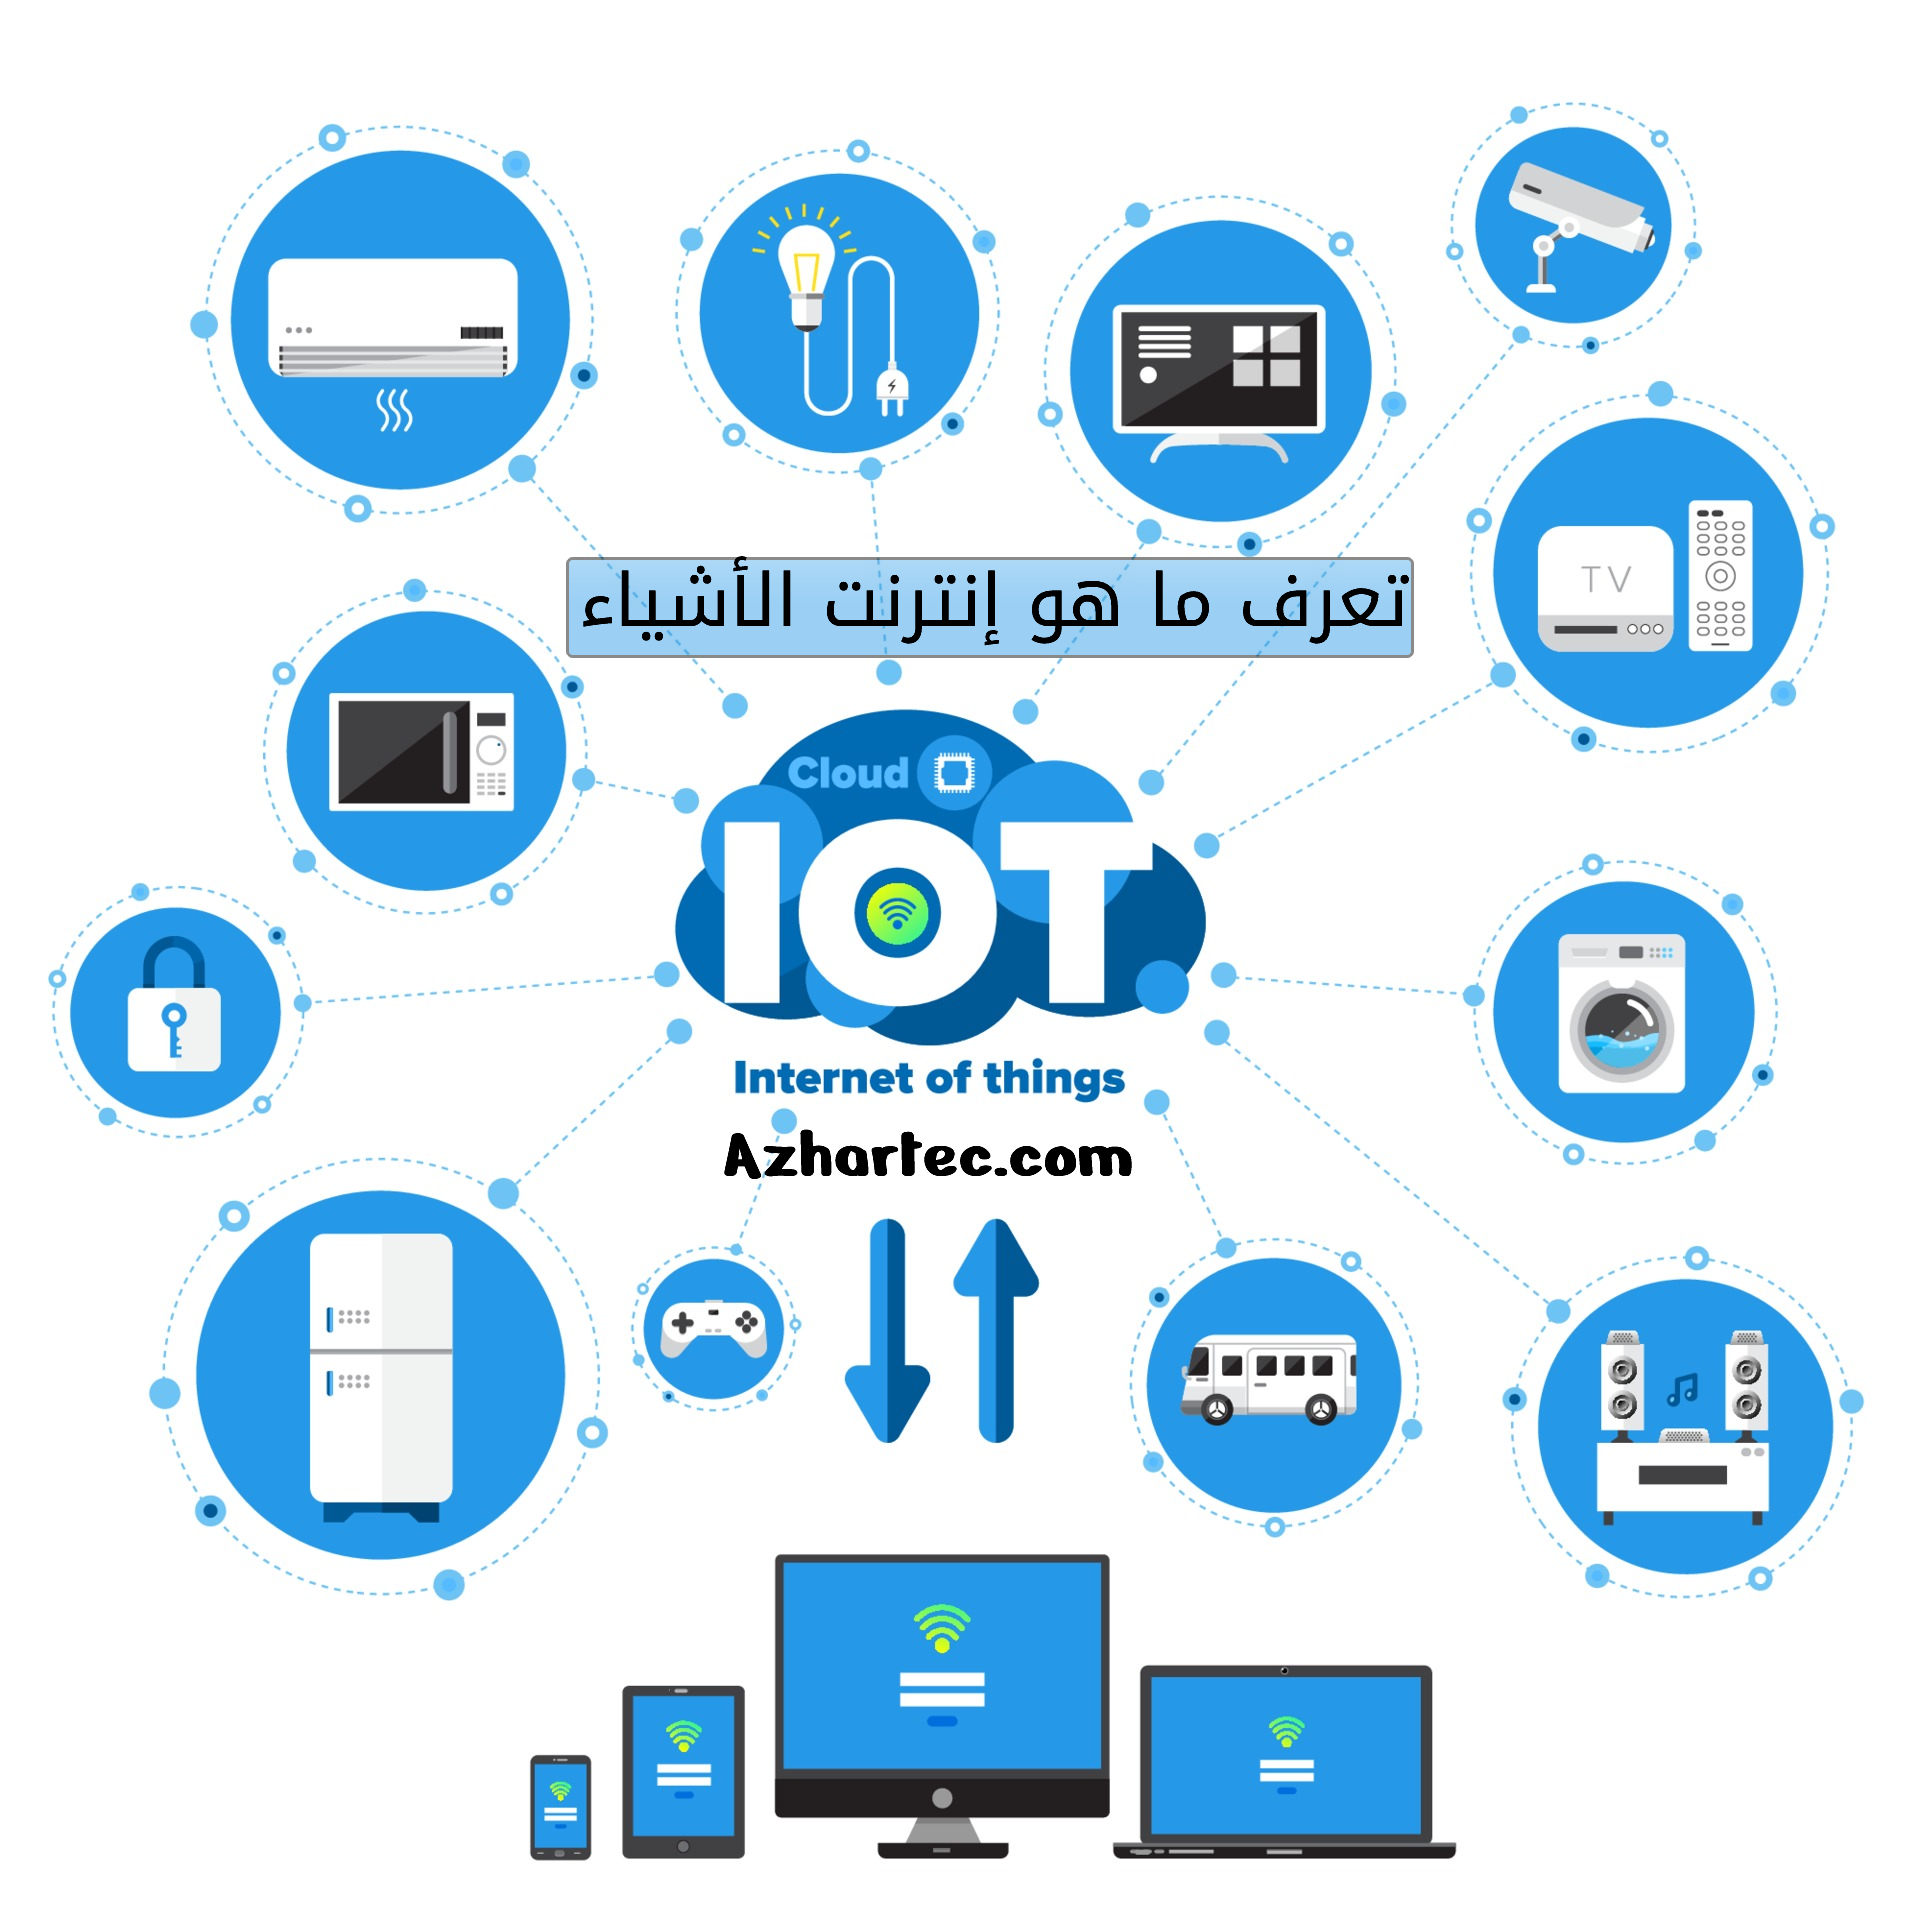 تعرف ما هو إنترنت الأشياء
TV
Cloud
IOT
Internet of things
Azhartec.com